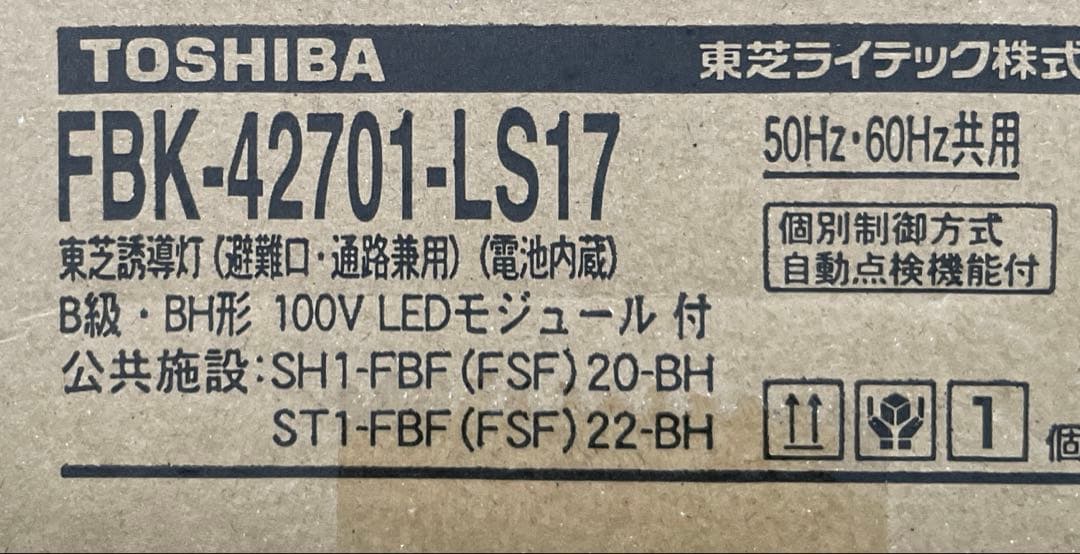 TOSHIBA 東芝ライテック株式
FBK-42701-LS17
50Hz・60Hz共用
東芝誘導灯(避難口・通路兼用)(電池内蔵)
B級・BH形 100V LEDモジュール 付
公共施設:SH1-FBF(FSF)20-BH
ST1-FBF(FSF)22-BH
個別制御方式
自動点検機能付
1個